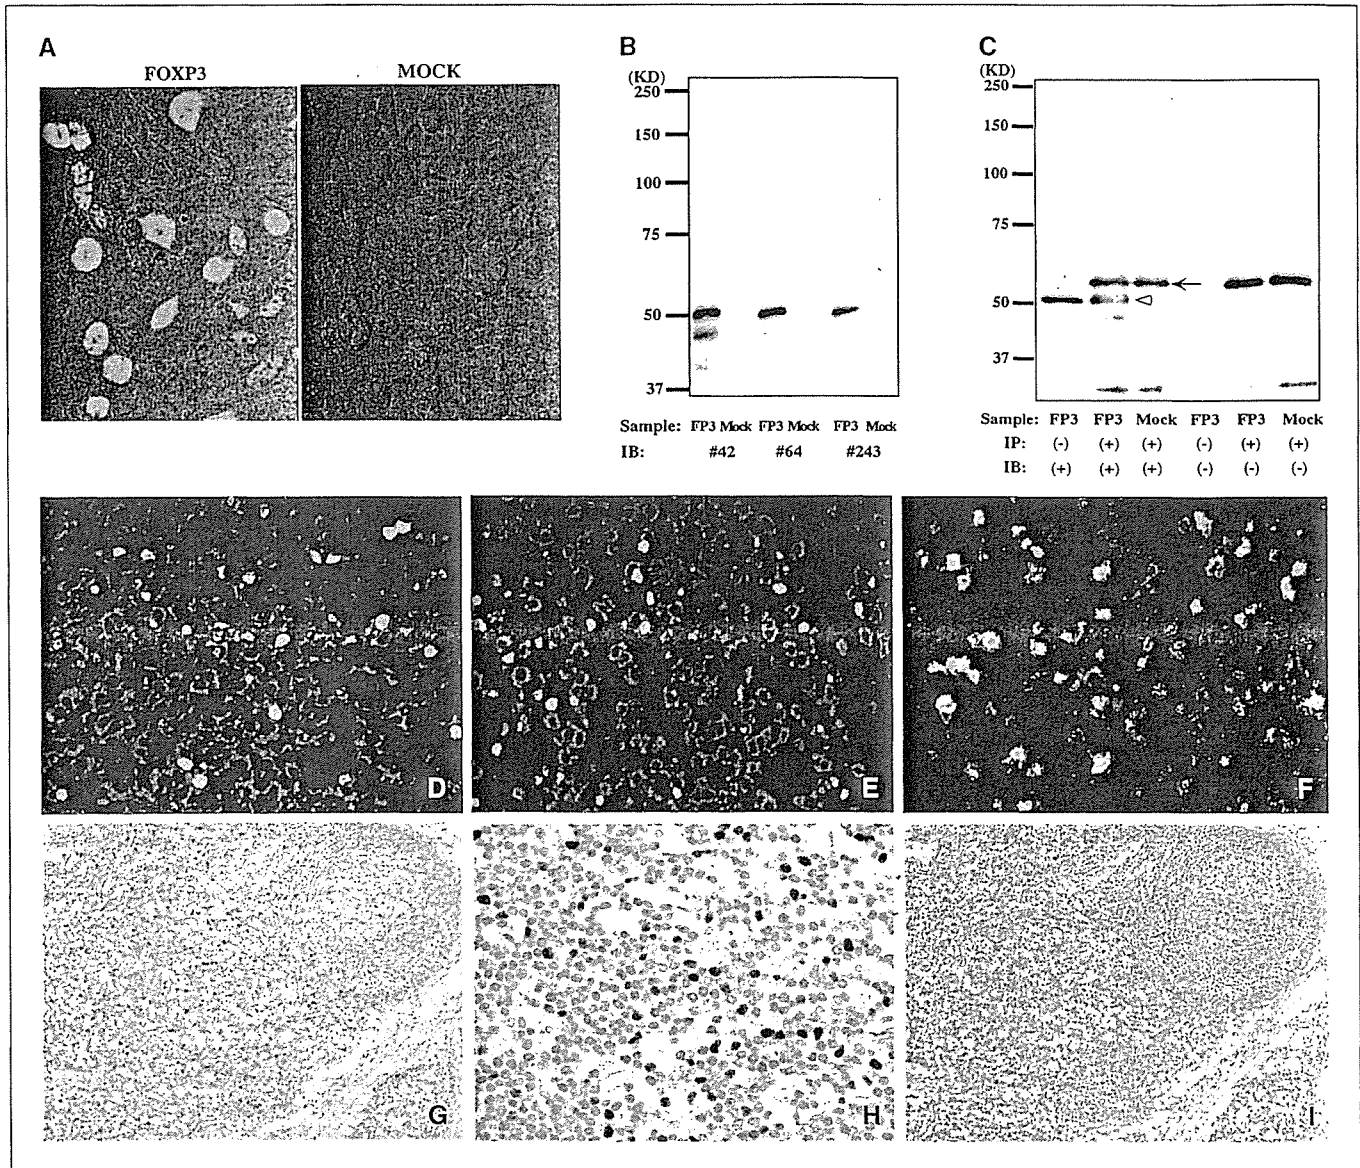 A
FOXP3 MOCK
B
(KD)
250
150
100
75
50
37
Sample: FP3 Mock FP3 Mock FP3 Mock
IB: #42 #64 #243
C
(KD)
250
150
100
75
50
37
Sample: FP3 FP3 Mock FP3 FP3 Mock
IP: (-) (+) (+) (-) (+) (+)
IB: (+) (+) (+) (-) (-) (-)
D
E
F
G
H
I